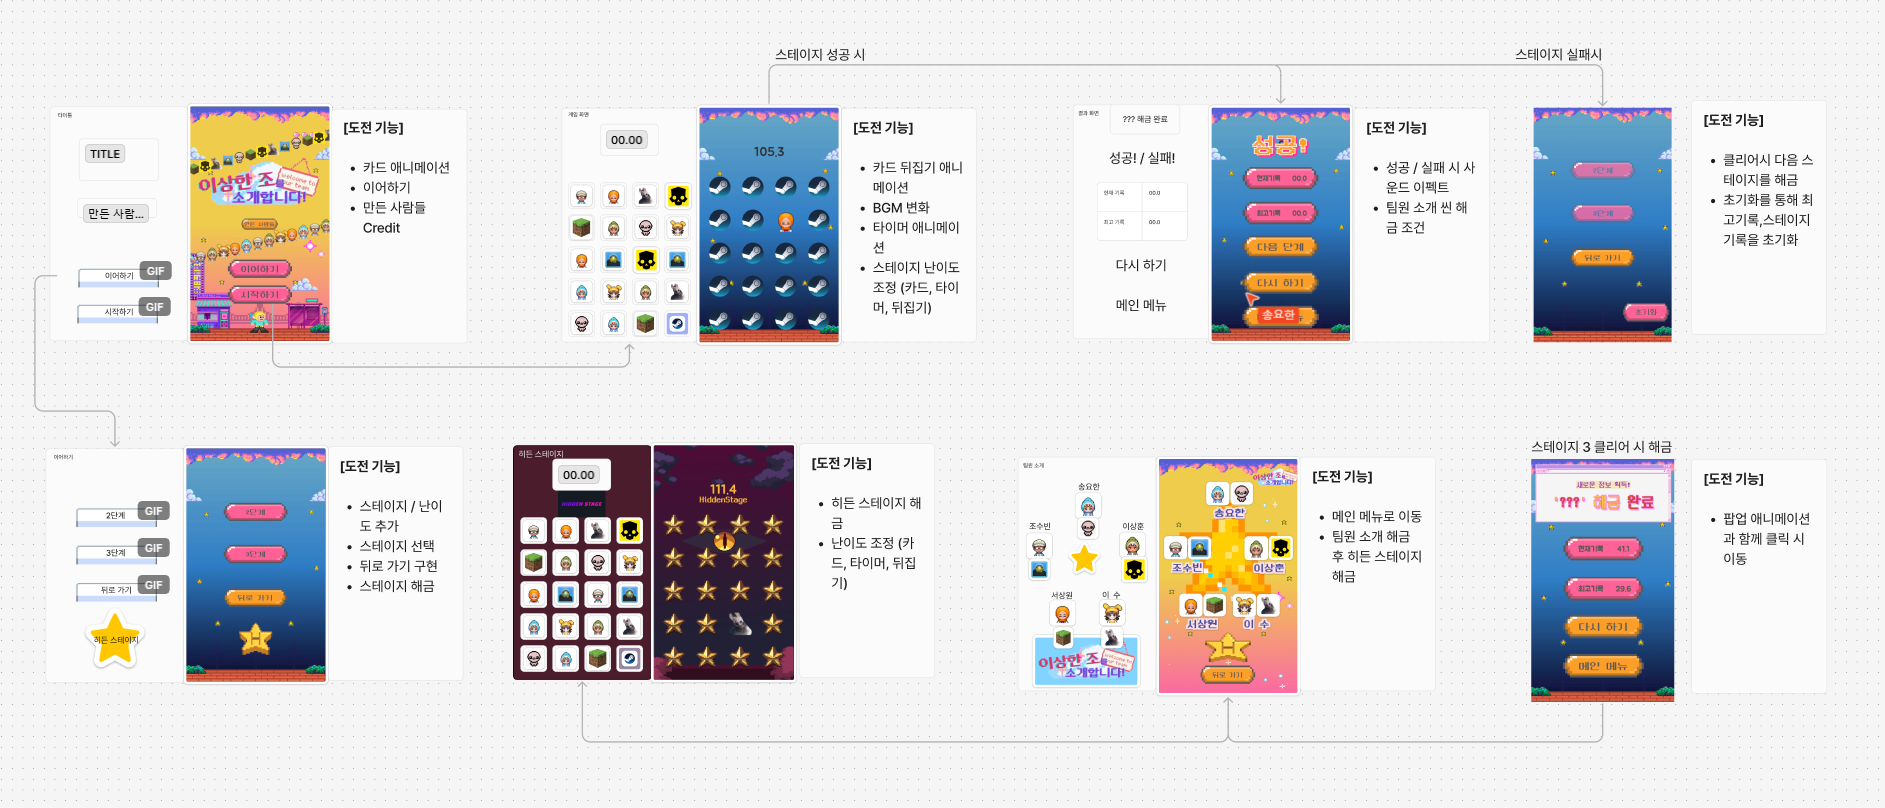 스테이지 성공 시
스테이지 실패시
타이틀
TITLE
만든 사람...
이어하기
GIF
시작하기
GIF
이상한 조
welcome to
our team
소개합니다!
만든 사람들
이어하기
시작하기
[도전 기능]
카드 애니메이션
이어하기
만든 사람들
Credit
게임 화면
00.00
105.3
[도전 기능]
카드 뒤집기 애니
메이션
BGM 변화
타이머 애니메이
션
스테이지 난이도
조정 (카드, 타이
머, 뒤집기)
결과 화면
??? 해금 완료
성공! / 실패!
현재 기록
00.0
최고 기록
00.0
다시 하기
메인 메뉴
성공!
현재기록 00.0
최고기록 00.0
다음 단계
다시 하기
송요한
[도전 기능]
성공 / 실패 시 사
운드 이펙트
팀원 소개 씬 해
금 조건
2단계
3단계
뒤로 가기
초기화
[도전 기능]
클리어시 다음 스
테이지를 해금
초기화를 통해 최
고기록,스테이지
기록을 초기화
이어하기
2단계
GIF
3단계
GIF
뒤로 가기
GIF
히든 스테이지
2단계
3단계
뒤로 가기
H
[도전 기능]
스테이지 / 난이
도 추가
스테이지 선택
뒤로 가기 구현
스테이지 해금
히든 스테이지
00.00
HIDDEN STAGE
111.4
HiddenStage
[도전 기능]
히든 스테이지 해
금
난이도 조정 (카
드, 타이머, 뒤집
기)
팀원 소개
송요한
조수빈
이상훈
서상원
이 수
이상한 조
welcome to
our team
소개합니다!
이상한 조
소개합니다!
송요한
조수빈
이상훈
서상원
이 수
H
뒤로 가기
[도전 기능]
메인 메뉴로 이동
팀원 소개 해금
후 히든 스테이지
해금
스테이지 3 클리어 시 해금
새로운 정보 획득!
"???" 해금 완료
현재기록 41.1
최고기록 29.6
다시 하기
메인 메뉴
[도전 기능]
팝업 애니메이션
과 함께 클릭 시
이동